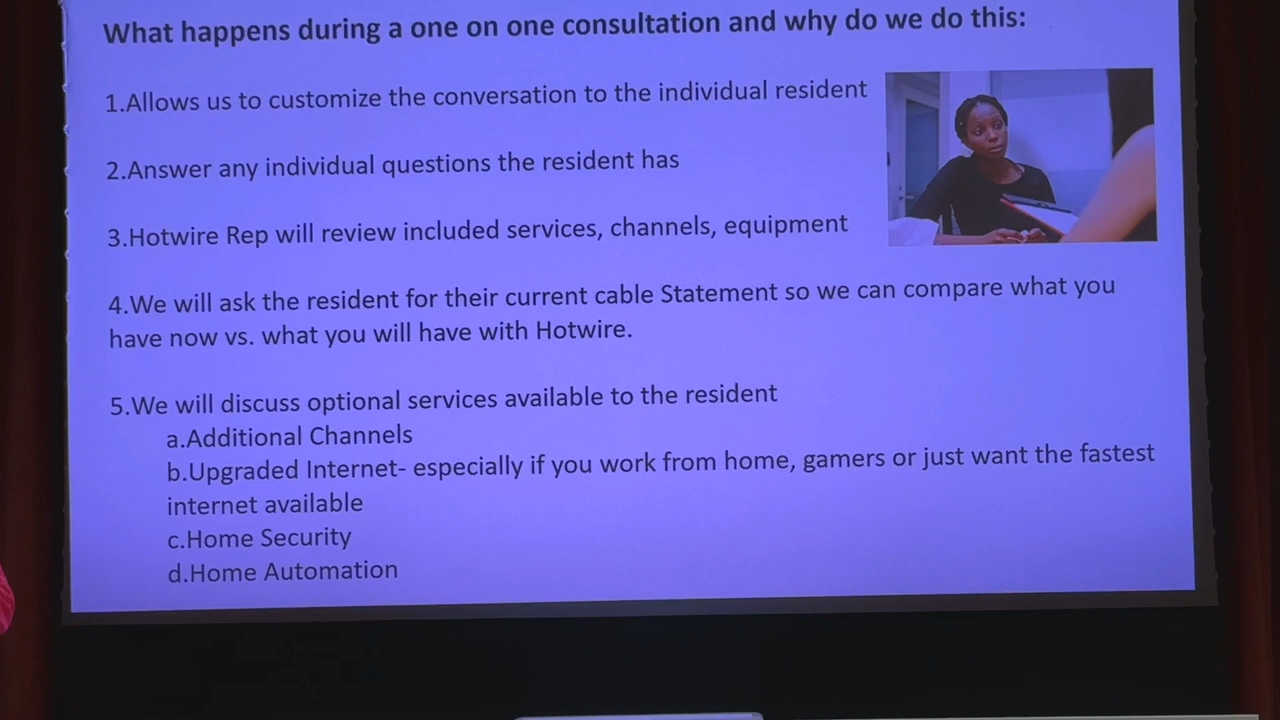 What happens during a one on one consultation and why do we do this:
1.Allows us to customize the conversation to the individual resident
2.Answer any individual questions the resident has
3.Hotwire Rep will review included services, channels, equipment
4.We will ask the resident for their current cable Statement so we can compare what you
have now vs. what you will have with Hotwire.
5.We will discuss optional services available to the resident
a.Additional Channels
b.Upgraded Internet- especially if you work from home, gamers or just want the fastest
internet available
c.Home Security
d.Home Automation